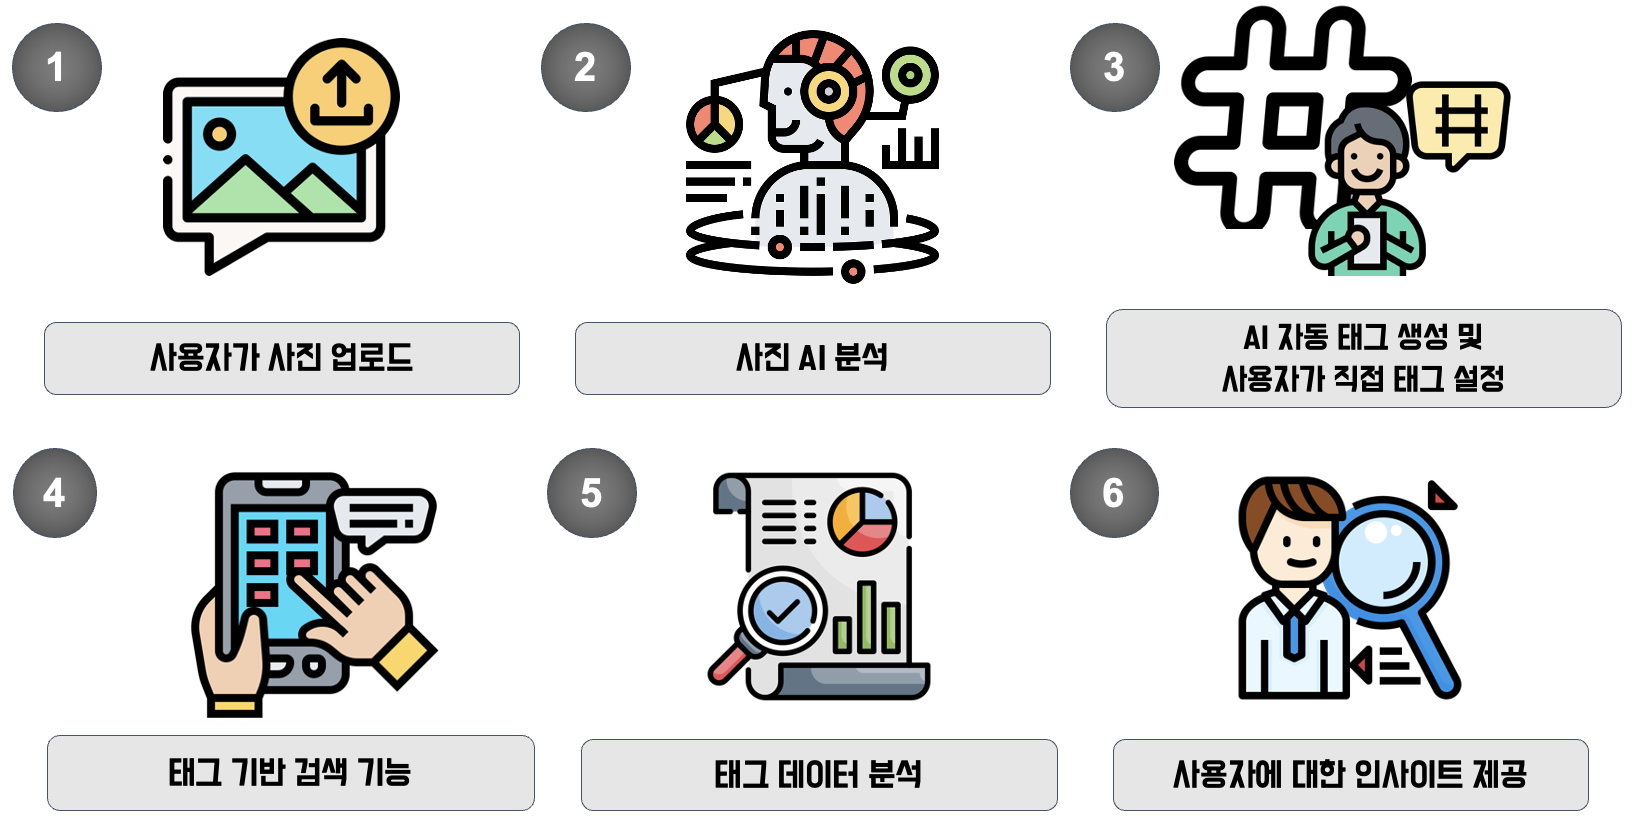 1
2
3
사용자가 사진 업로드
사진 AI 분석
AI 자동 태그 생성 및
사용자가 직접 태그 설정
4
5
6
태그 기반 검색 기능
태그 데이터 분석
사용자에 대한 인사이트 제공